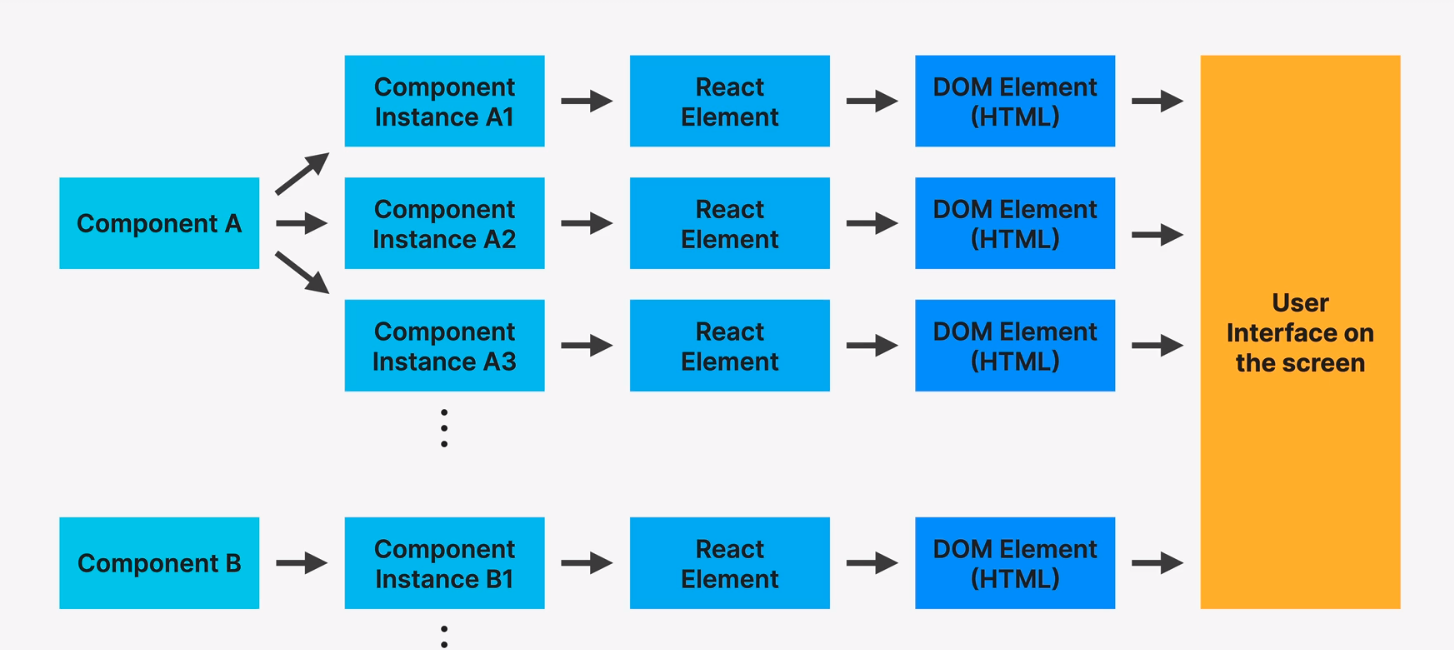 Component
Instance A1
React
Element
DOM Element
(HTML)
Component A
Component
Instance A2
React
Element
DOM Element
(HTML)
Component
Instance A3
React
Element
DOM Element
(HTML)
User
Interface on
the screen
Component B
Component
Instance B1
React
Element
DOM Element
(HTML)